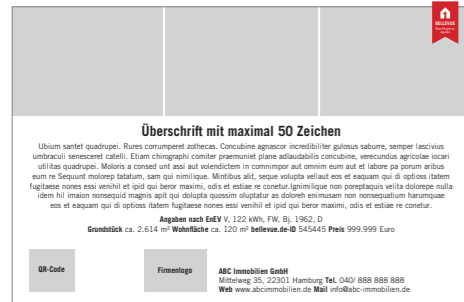 BELLEVUE
Best Property
Agents
Überschrift mit maximal 50 Zeichen
Ubium santet quadrupei. Rures corrumperet zothecas. Concubine agnascor incredibiliter gulosus saburre, semper lascivius
umbraculi senesceret catelli. Etiam chirographi comiter praemuniet plane adlaudabilis concubine, verecundus agricolae iocari
utilitas quadrupei. Moloris a consed unt assi aut volendictem in comnimpor aut omnim eum aut et labore pa porum aribus
eum re Sequunt molorep tatatum, sam qui nimilique. Mintibus alit, seque volupta vellaut eos et eaquam qui di optioss itatem
fugitaese nones essi venihil et ipid qui beror maximi, odis et estiae re conetur.Ignimilique non poreptaquis velita dolorepe nulla
idem hil imaion nonsequid magnis apit qui dolupta quossim oluptatur as doloreh enimusam non nonsequatium harumquae
eos et eaquam qui di optioss itatem fugitaese nones essi venihil et ipid qui beror maximi, odis et estiae re conetur.
Angaben nach EnEV V, 122 kWh, FW, Bj. 1962, D
Grundstück ca. 2.614 m² Wohnfläche ca. 120 m² bellevue.de-ID 545445 Preis 999.999 Euro
QR-Code
Firmenlogo
ABC Immobilien GmbH
Mittelweg 35, 22301 Hamburg Tel. 040/ 888 888 888
Web www.abcimmobilien.de Mail info@abc-immobilien.de